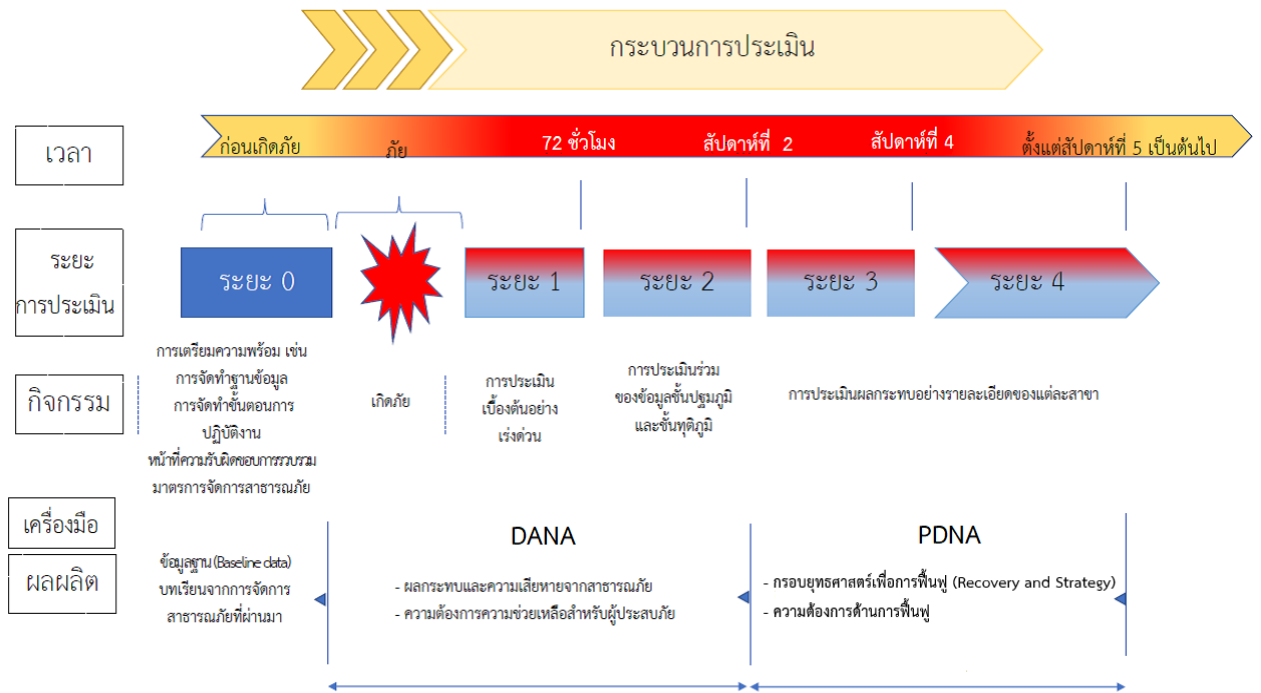 กระบวนการประเมิน
เวลา
ก่อนเกิดภัย
ภัย
72 ชั่วโมง
สัปดาห์ที่ 2
สัปดาห์ที่ 4
ตั้งแต่สัปดาห์ที่ 5 เป็นต้นไป
ระยะ
การประเมิน
ระยะ 0
ระยะ 1
ระยะ 2
ระยะ 3
ระยะ 4
กิจกรรม
การเตรียมความพร้อม เช่น
การจัดทำฐานข้อมูล
การจัดทำขั้นตอนการ
ปฏิบัติงาน
หน้าที่ความรับผิดชอบการรวบรวม
มาตรการจัดการสาธารณภัย
เกิดภัย
การประเมิน
เบื้องต้นอย่าง
เร่งด่วน
การประเมินร่วม
ของข้อมูลชั้นปฐมภูมิ
และชั้นทุติภูมิ
การประเมินผลกระทบอย่างรายละเอียดของแต่ละสาขา
เครื่องมือ
DANA
PDNA
ผลผลิต
ข้อมูลฐาน (Baseline data)
บทเรียนจากการจัดการ
สาธารณภัยที่ผ่านมา
- ผลกระทบและความเสียหายจากสาธารณภัย
- ความต้องการความช่วยเหลือสำหรับผู้ประสบภัย
- กรอบยุทธศาสตร์เพื่อการฟื้นฟู (Recovery and Strategy)
- ความต้องการด้านการฟื้นฟู